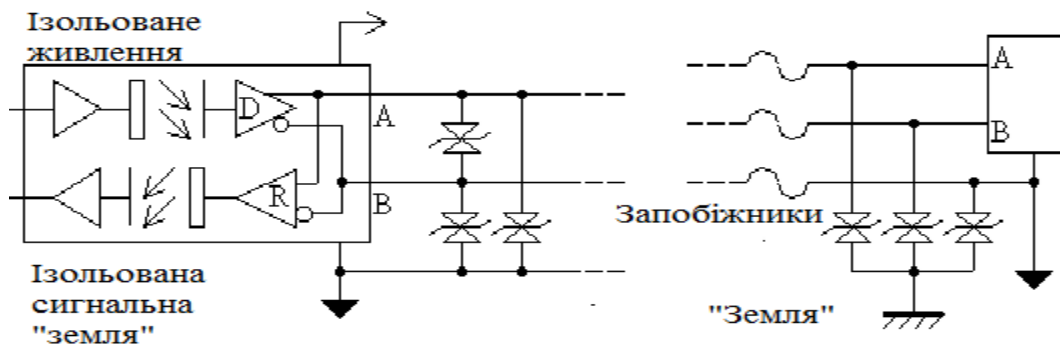 Ізольоване
живлення
D
A
A
B
R
B
Запобіжники
Ізольована
сигнальна
"земля"
"Земля"